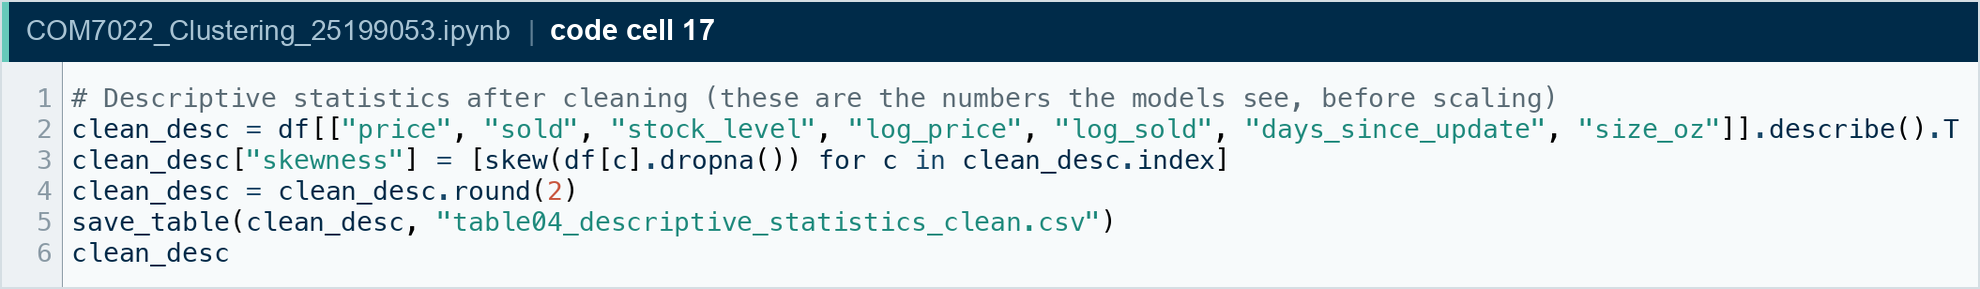 COM7022_Clustering_25199053.ipynb | code cell 17
1 # Descriptive statistics after cleaning (these are the numbers the models see, before scaling)
2 clean_desc = df[["price", "sold", "stock_level", "log_price", "log_sold", "days_since_update", "size_oz"]].describe().T
3 clean_desc["skewness"] = [skew(df[c].dropna()) for c in clean_desc.index]
4 clean_desc = clean_desc.round(2)
5 save_table(clean_desc, "table04_descriptive_statistics_clean.csv")
6 clean_desc